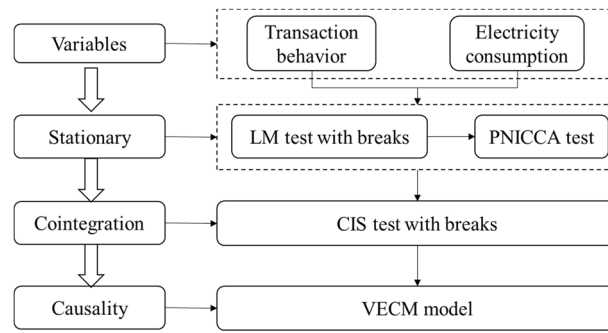 Variables
Transaction
behavior
Electricity
consumption
Stationary
LM test with breaks
PNICCA test
Cointegration
CIS test with breaks
Causality
VECM model